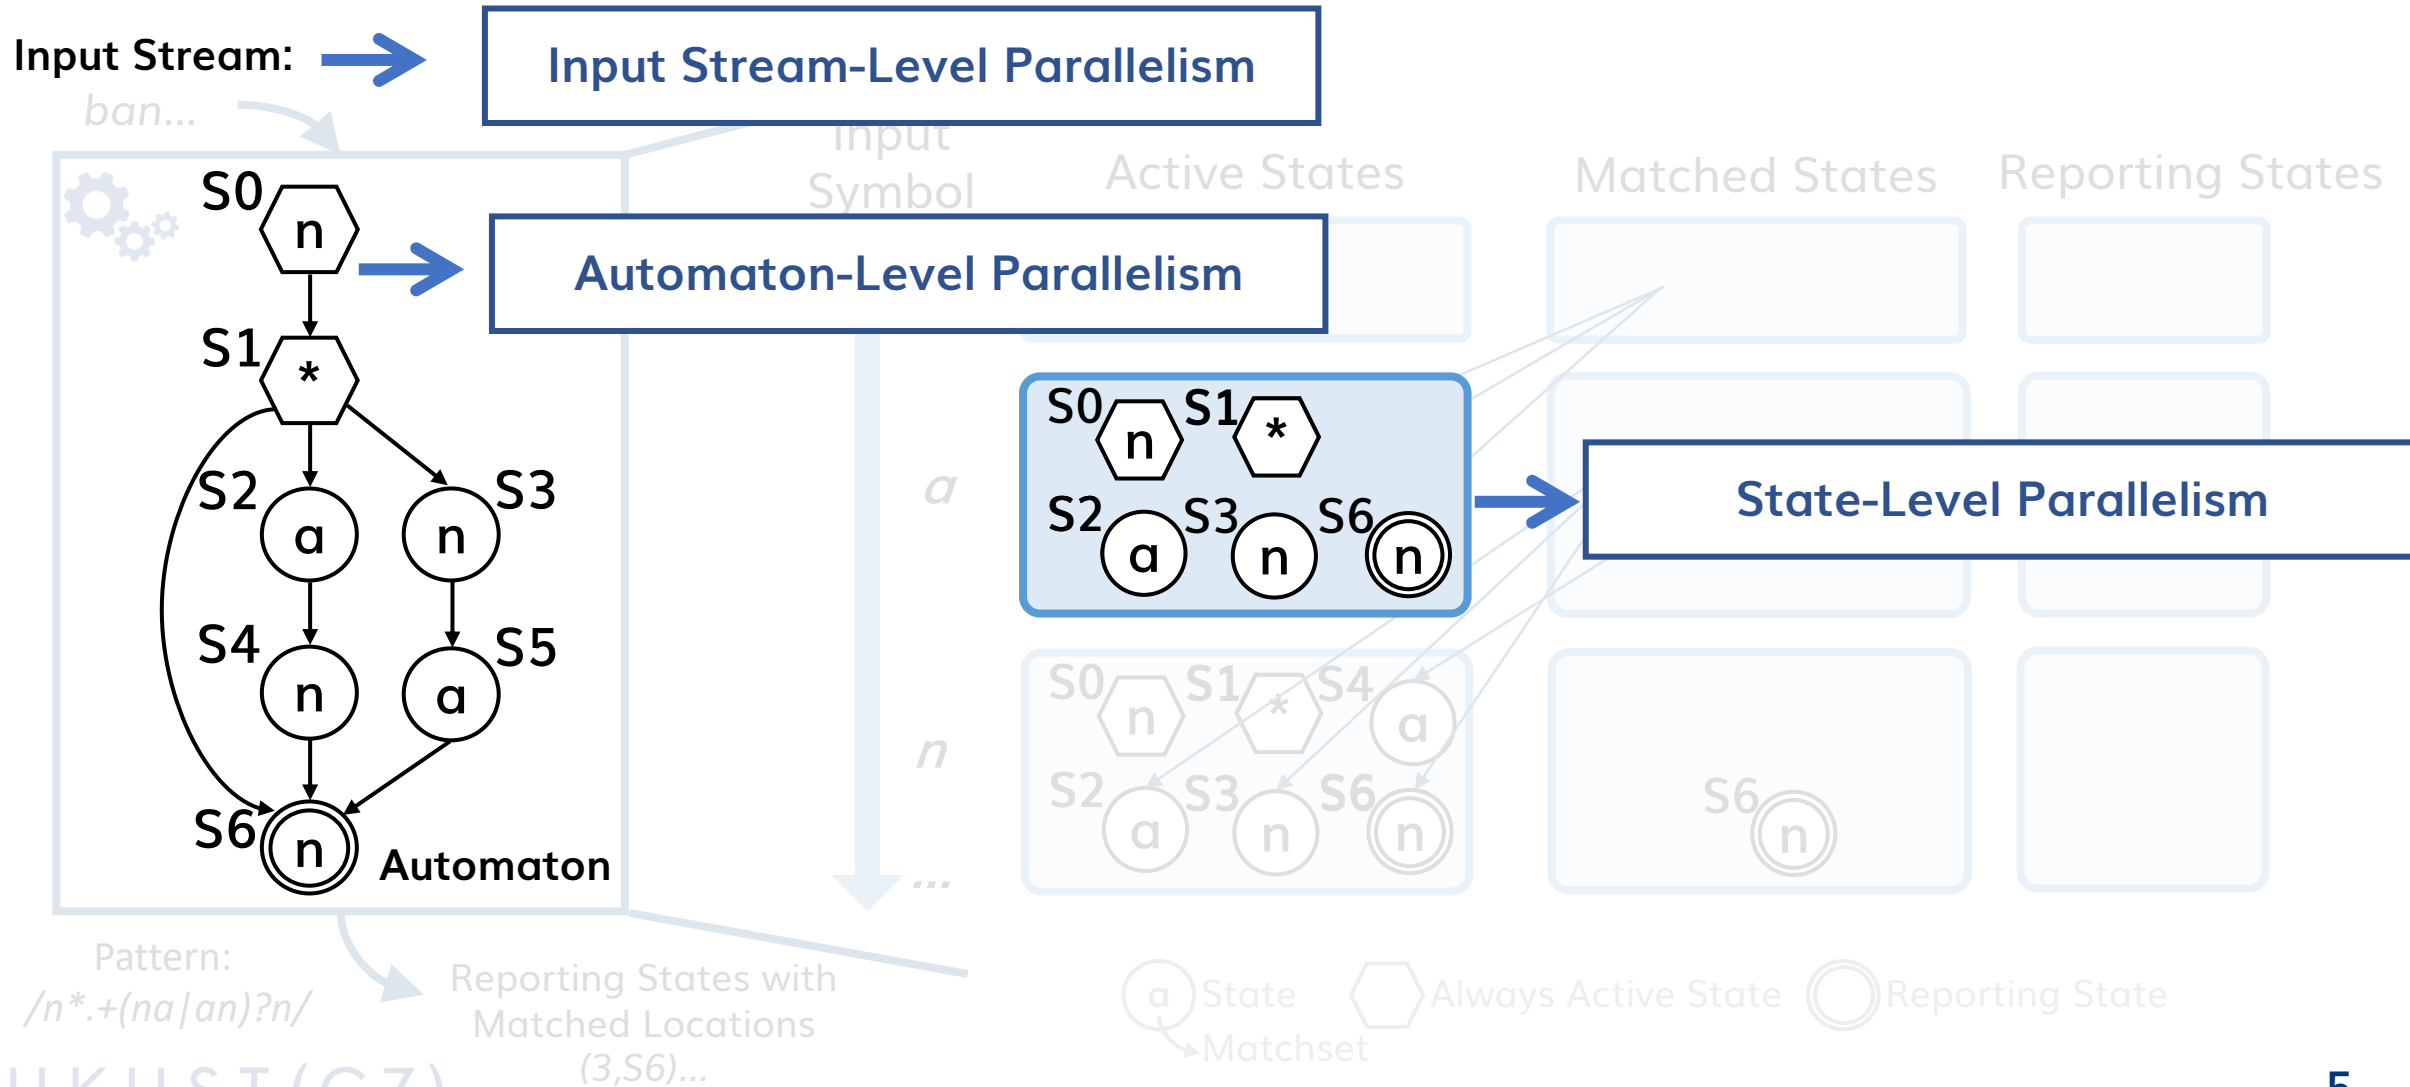 Input Stream:
Input Stream-Level Parallelism
ban...
Input
Symbol
Active States
Matched States
Reporting States
S0
n
Automaton-Level Parallelism
S1
*
S0
n
S1
*
S2
a
S3
n
a
S2
a
S3
n
S6
n
State-Level Parallelism
S4
n
S5
a
S0
n
S1
*
S4
a
n
S2
a
S3
n
S6
n
S6
n
S6
n
Automaton
...
Pattern:
/n*.+(na|an)?n/
Reporting States with
Matched Locations
(3,S6)...
a
State
Always Active State
Reporting State
Matchset
5